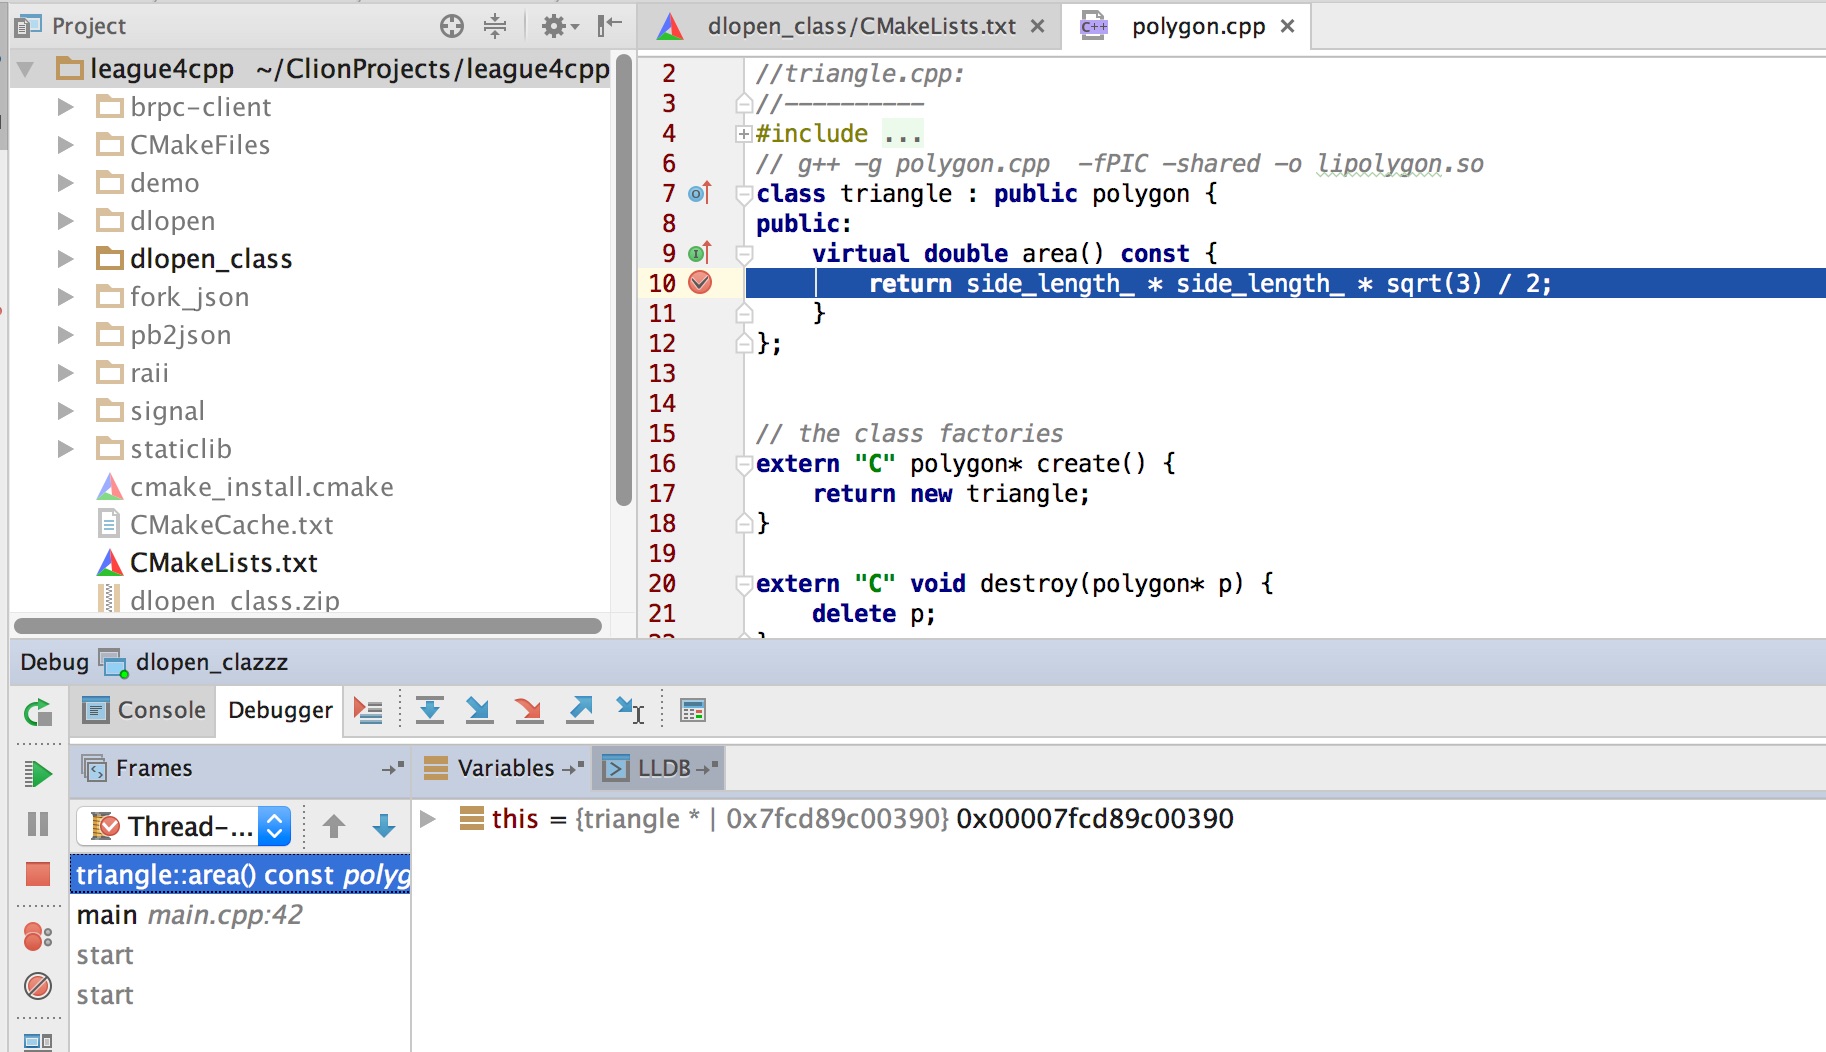 Project
league4cpp ~/ClionProjects/league4cpp
brpc-client
CMakeFiles
demo
dlopen
dlopen_class
fork_json
pb2json
raii
signal
staticlib
cmake_install.cmake
CMakeCache.txt
CMakeLists.txt
dlopen_class.zip
dlopen_class/CMakeLists.txt
polygon.cpp
2 //triangle.cpp:
3 //----------
4 #include ...
6 // g++ -g polygon.cpp -fPIC -shared -o lipolygon.so
7 class triangle : public polygon {
8 public:
9 virtual double area() const {
10 return side_length_ * side_length_ * sqrt(3) / 2;
11 }
12 };
13
14
15 // the class factories
16 extern "C" polygon* create() {
17 return new triangle;
18 }
19
20 extern "C" void destroy(polygon* p) {
21 delete p;
Debug dlopen_clazzz
Console Debugger
Frames Variables LLDB
Thread-...
this = {triangle * | 0x7fcd89c00390} 0x00007fcd89c00390
triangle::area() const polyg
main main.cpp:42
start
start